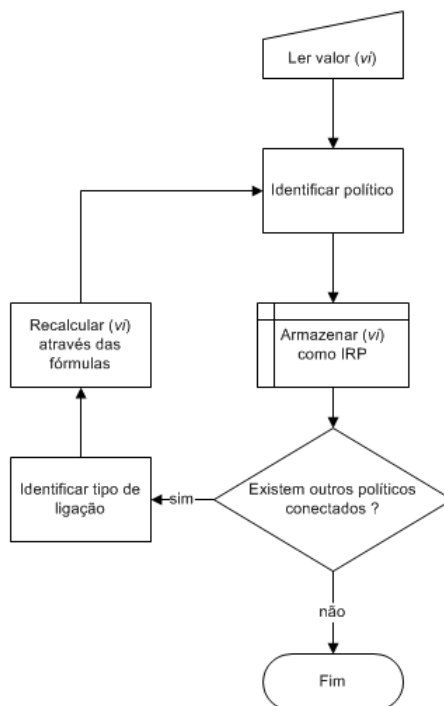 Ler valor (vi)
Identificar político
Armazenar (vi)
como IRP
Existem outros políticos
conectados ?
sim
Identificar tipo de
ligação
Recalcular (vi)
através das
fórmulas
não
Fim